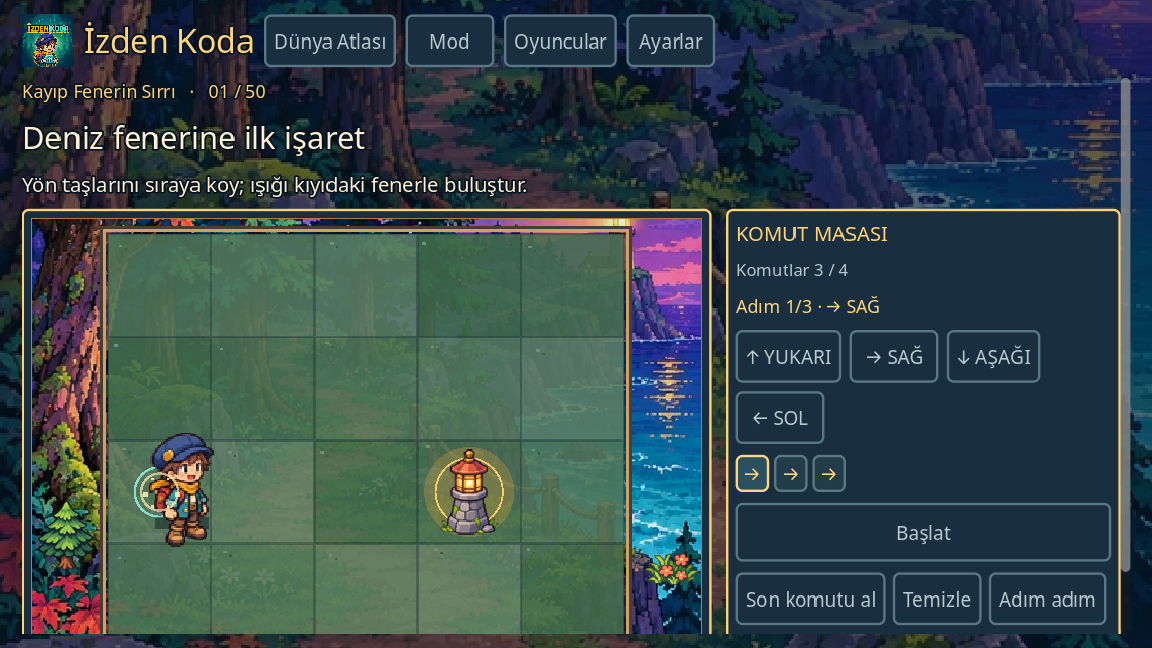 İZDEN KODA
İzden Koda
Dünya Atlası
Mod
Oyuncular
Ayarlar
Kayıp Fenerin Sırrı · 01 / 50
Deniz fenerine ilk işaret
Yön taşlarını sıraya koy; ışığı kıyıdaki fenerle buluştur.
KOMUT MASASI
Komutlar 3 / 4
Adım 1/3 · → SAĞ
↑ YUKARI
→ SAĞ
↓ AŞAĞI
← SOL
→ → →
Başlat
Son komutu al
Temizle
Adım adım